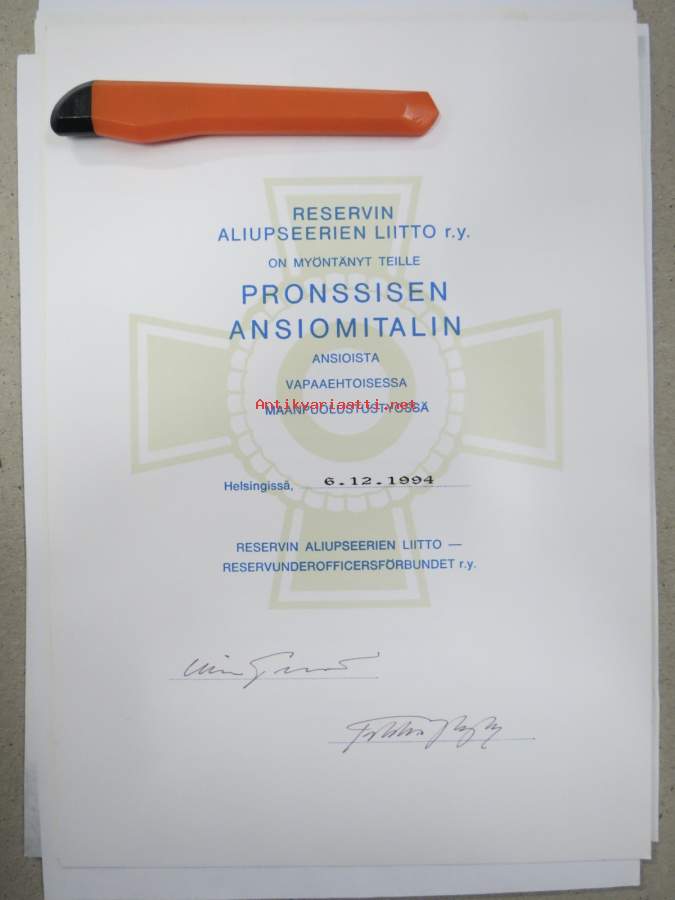 RESERVIN
ALIUPSEERIEN LIITTO r.y.
ON MYÖNTÄNYT TEILLE
PRONSSISEN
ANSIOMITALIN
ANSIOISTA
VAPAAEHTOISESSA
MAANPUOLUSTUSTYÖSSÄ
Antikvariaatti.net
Helsingissä, 6.12.1994
RESERVIN ALIUPSEERIEN LIITTO —
RESERVUNDEROFFICERSFÖRBUNDET r.y.